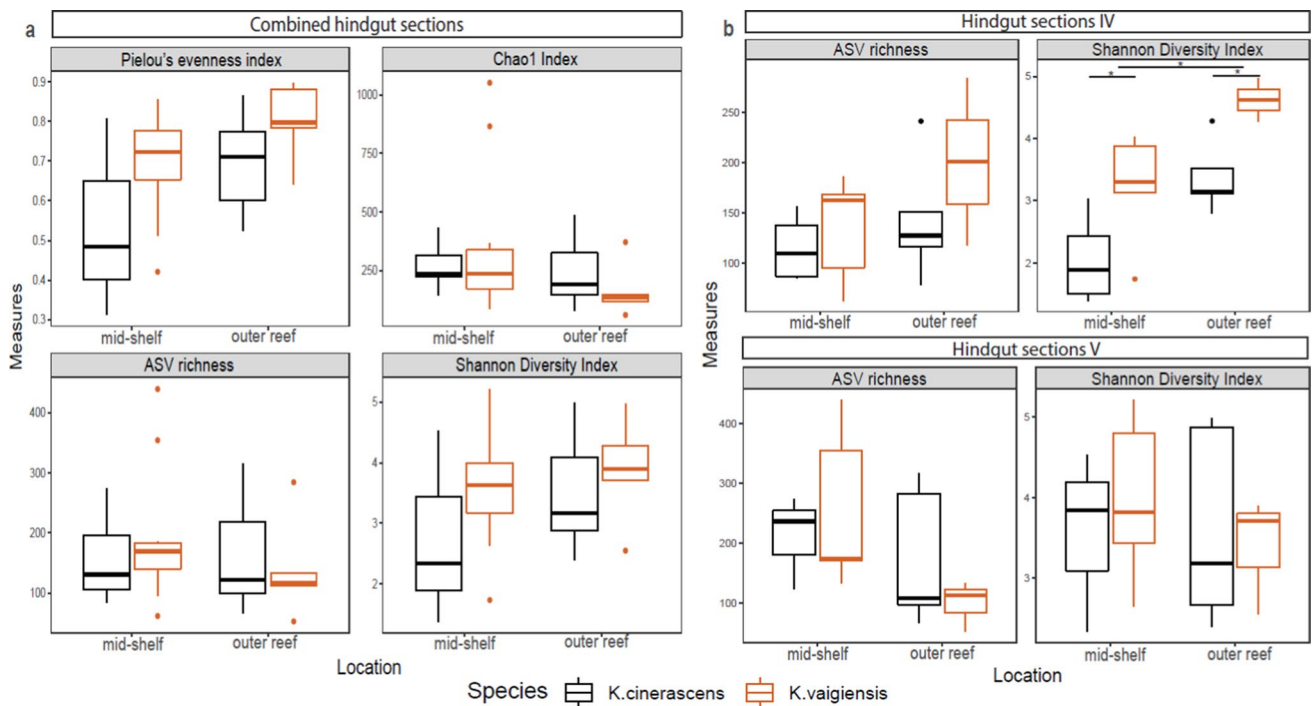 a
Combined hindgut sections
Pielou's evenness index
0.9
0.8
0.7
0.6
0.5
0.4
0.3
mid-shelf
outer reef
Chao1 Index
1000
750
500
250
mid-shelf
outer reef
Measures
ASV richness
400
300
200
100
mid-shelf
outer reef
Shannon Diversity Index
5
4
3
2
mid-shelf
outer reef
Location
b
Hindgut sections IV
ASV richness
250
200
150
100
mid-shelf
outer reef
Shannon Diversity Index
5
4
3
2
*
*
*
mid-shelf
outer reef
Measures
Hindgut sections V
ASV richness
400
300
200
100
mid-shelf
outer reef
Shannon Diversity Index
5
4
3
mid-shelf
outer reef
Location
Species K.cinerascens K.vaigiensis